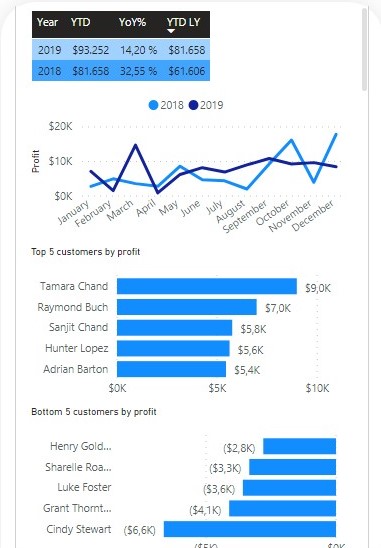 Year YTD YoY% YTD LY
2019 $93.252 14,20 % $81.658
2018 $81.658 32,55 % $61.606
2018 2019
$20K
$10K
$0K
Profit
January February March April May June July August September October November December
Top 5 customers by profit
Tamara Chand $9,0K
Raymond Buch $7,0K
Sanjit Chand $5,8K
Hunter Lopez $5,6K
Adrian Barton $5,4K
$0K $5K $10K
Bottom 5 customers by profit
Henry Gold... ($2,8K)
Sharelle Roa... ($3,3K)
Luke Foster ($3,6K)
Grant Thornt... ($4,1K)
Cindy Stewart ($6,6K)
($5K) $0K